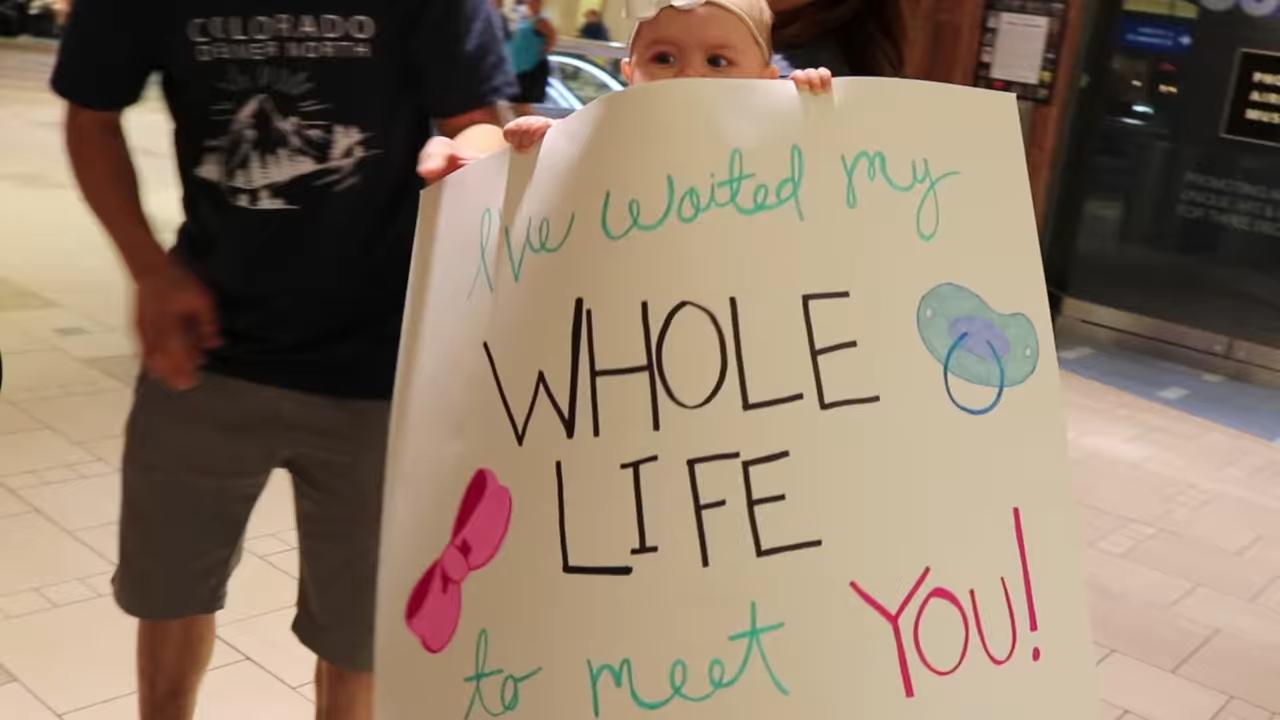 COLORADO
DENVER NORTH
I've waited my
WHOLE
LIFE
to meet YOU!